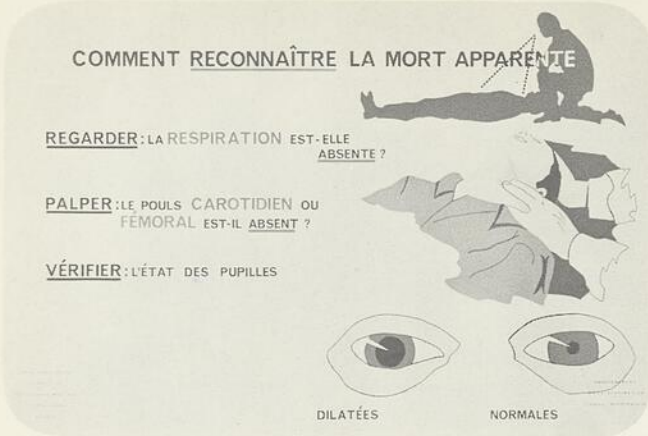 COMMENT RECONNAÎTRE LA MORT APPARENTE
REGARDER: LA RESPIRATION EST-ELLE
ABSENTE ?
PALPER: LE POULS CAROTIDIEN OU
FÉMORAL EST-IL ABSENT ?
VÉRIFIER: L'ÉTAT DES PUPILLES
DILATÉES
NORMALES